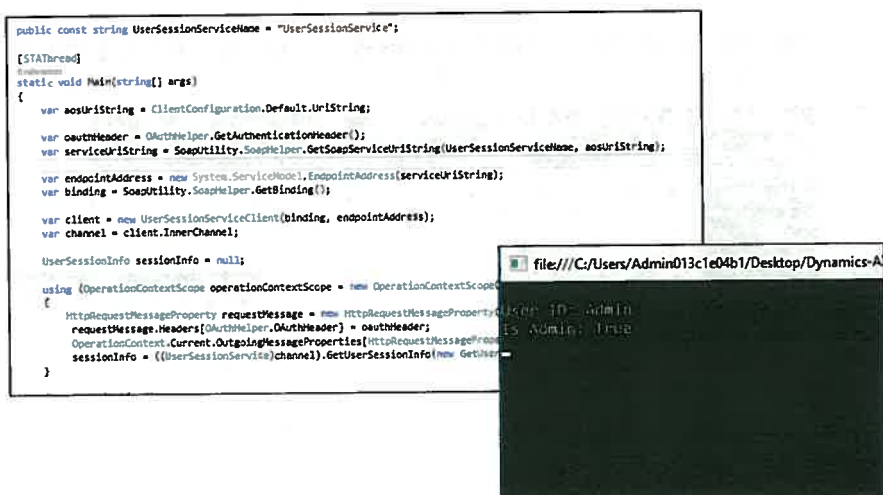 public const string UserSessionServiceName = "UserSessionService";
[STAThread]
static void Main(string[] args)
{
var aosUriString = ClientConfiguration.Default.UriString;
var oauthHeader = OAuthHelper.GetAuthenticationHeader();
var serviceUriString = SoapUtility.SoapHelper.GetSoapServiceUriString(UserSessionServiceName, aosUriString);
var endpointAddress = new System.ServiceModel.EndpointAddress(serviceUriString);
var binding = SoapUtility.SoapHelper.GetBinding();
var client = new UserSessionServiceClient(binding, endpointAddress);
var channel = client.InnerChannel;
UserSessionInfo sessionInfo = null;
using (OperationContextScope operationContextScope = new OperationContextScope(
{
HttpRequestMessageProperty requestMessage = new HttpRequestMessageProperty(
requestMessage.Headers[OAuthHelper.OAuthHeader] = oauthHeader;
OperationContext.Current.OutgoingMessageProperties[HttpRequestMessagePrope
sessionInfo = ((UserSessionService)channel).GetUserSessionInfo(new GetUser
}
file:///C:/Users/Admin013c1e04b1/Desktop/Dynamics-A
User ID: Admin
Is Admin: True